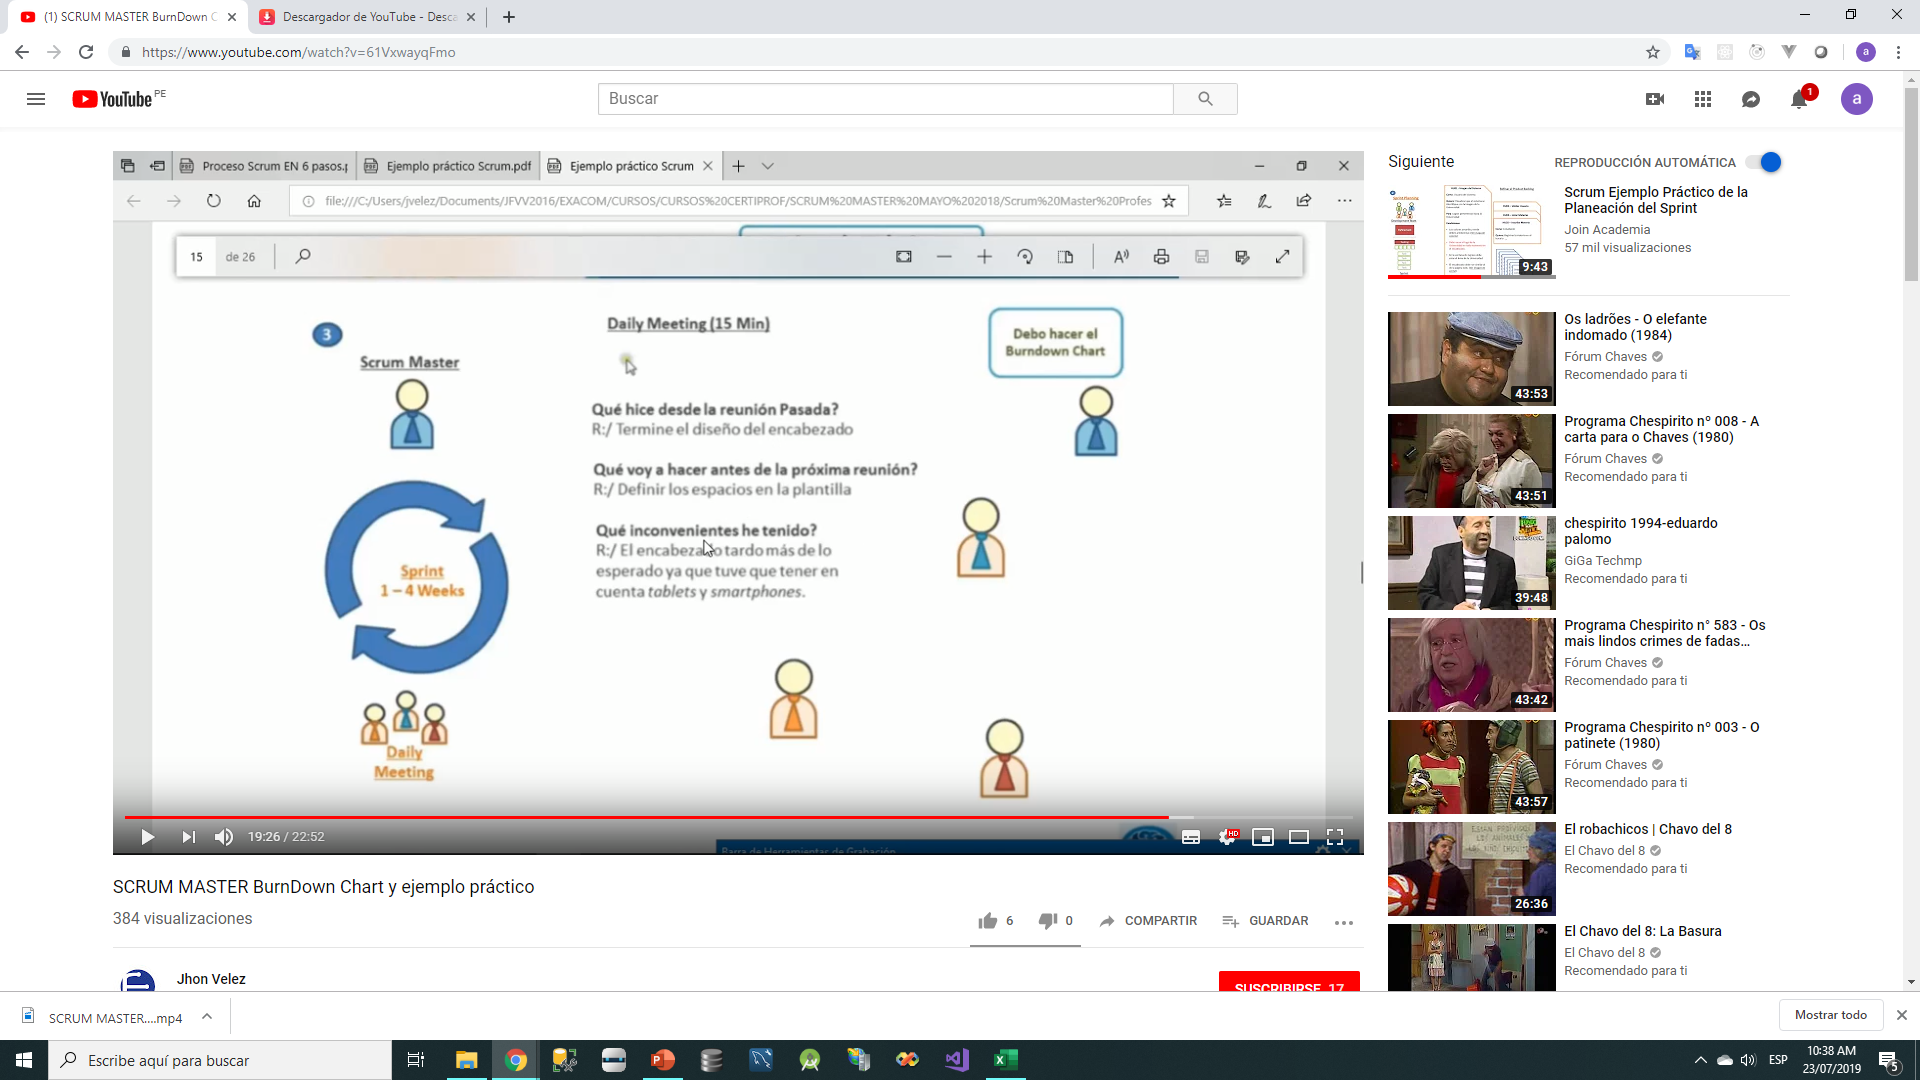 (1) SCRUM MASTER BurnDown C
Descargador de YouTube - Desca
https://www.youtube.com/watch?v=61VxwayqFmo
a
YouTube PE
Buscar
1
a
Proceso Scrum EN 6 pasos.p
Ejemplo práctico Scrum.pdf
Ejemplo práctico Scrum
file:///C:/Users/jvelez/Documents/JFVV2016/EXACOM/CURSOS/CURSOS%20CERTIPROF/SCRUM%20MASTER%20MAYO%202018/Scrum%20Master%20Profes
15 de 26
3
Scrum Master
Daily Meeting (15 Min)
Debo hacer el
Burndown Chart
Qué hice desde la reunión Pasada?
R:/ Termine el diseño del encabezado
Qué voy a hacer antes de la próxima reunión?
R:/ Definir los espacios en la plantilla
Qué inconvenientes he tenido?
R:/ El encabezado tardo más de lo
esperado ya que tuve que tener en
cuenta tablets y smartphones.
Sprint
1 – 4 Weeks
Daily
Meeting
Barra de Herramientas de Grabación
19:26 / 22:52
HD
SCRUM MASTER BurnDown Chart y ejemplo práctico
384 visualizaciones
6
0
COMPARTIR
GUARDAR
Jhon Velez
SUSCRIBIRSE 17
Siguiente
REPRODUCCIÓN AUTOMÁTICA
Scrum Ejemplo Práctico de la
Planeación del Sprint
Join Academia
57 mil visualizaciones
9:43
Os ladrões - O elefante
indomado (1984)
Fórum Chaves
Recomendado para ti
43:53
Programa Chespirito nº 008 - A
carta para o Chaves (1980)
Fórum Chaves
Recomendado para ti
43:51
chespirito 1994-eduardo
palomo
GiGa Techmp
Recomendado para ti
39:48
Programa Chespirito n° 583 - Os
mais lindos crimes de fadas...
Fórum Chaves
Recomendado para ti
43:42
Programa Chespirito nº 003 - O
patinete (1980)
Fórum Chaves
Recomendado para ti
43:57
El robachicos | Chavo del 8
El Chavo del 8
Recomendado para ti
26:36
El Chavo del 8: La Basura
El Chavo del 8
Recomendado para ti
SCRUM MASTER....mp4
Mostrar todo
Escribe aquí para buscar
ESP
10:38 AM
23/07/2019
5